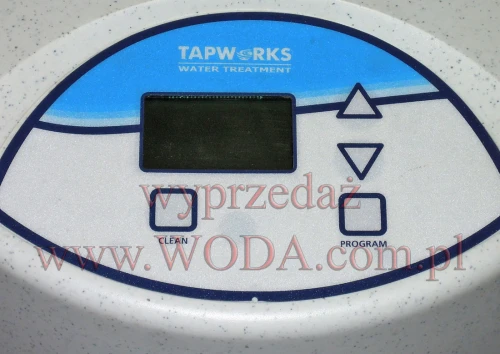 TAPWORKS
WATER TREATMENT
wyprzedaż
CLEAN
PROGRAM
www.WODA.com.pl